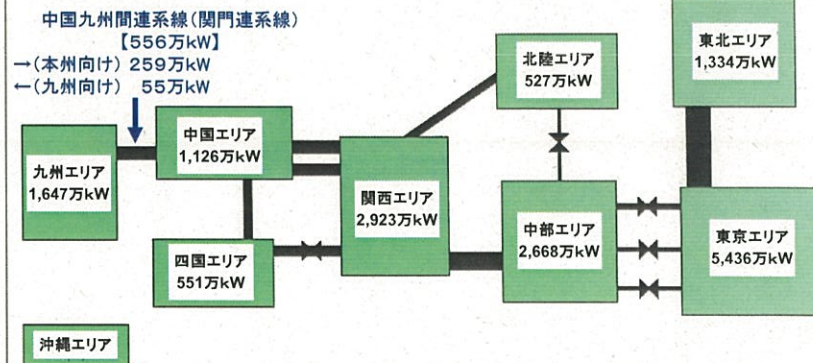 中国九州間連系線(関門連系線)
【556万kW】
→(本州向け) 259万kW
←(九州向け) 55万kW
九州エリア
1,647万kW
中国エリア
1,126万kW
四国エリア
551万kW
関西エリア
2,923万kW
北陸エリア
527万kW
中部エリア
2,668万kW
東北エリア
1,334万kW
東京エリア
5,436万kW
沖縄エリア